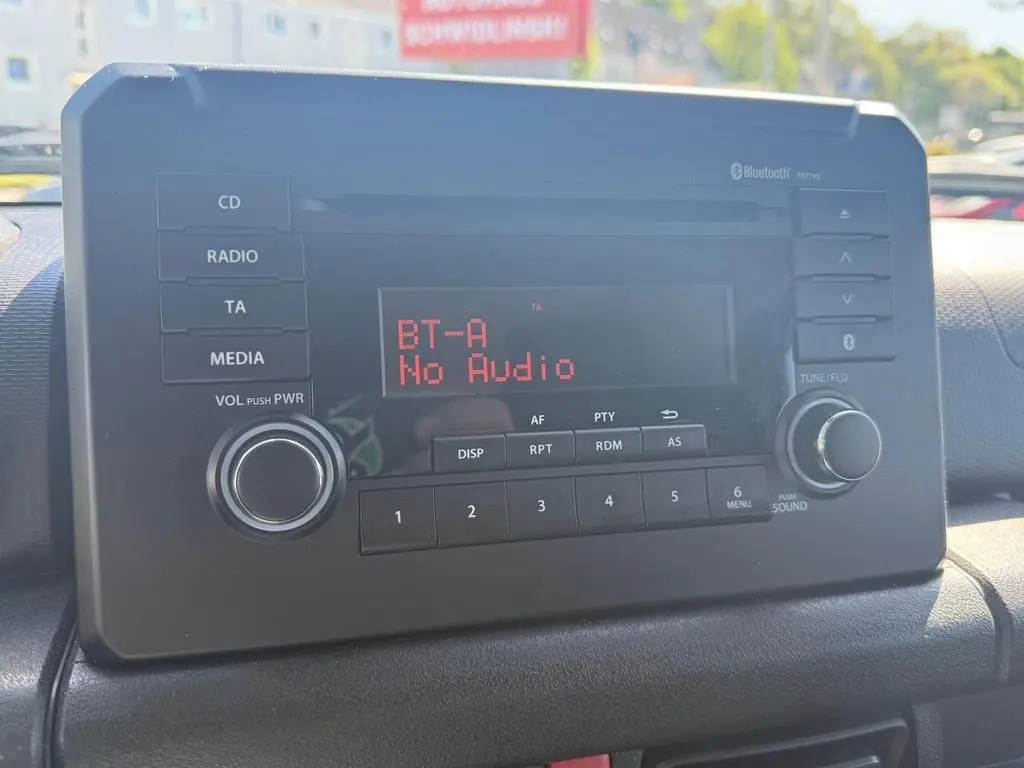 SCHWIDLINSKI
Bluetooth
CD
RADIO
TA
MEDIA
VOL PUSH PWR
TA
BT-A
No Audio
TUNE/FLD
AF
PTY
DISP
RPT
RDM
AS
1
2
3
4
5
6
MENU
PUSH
SOUND